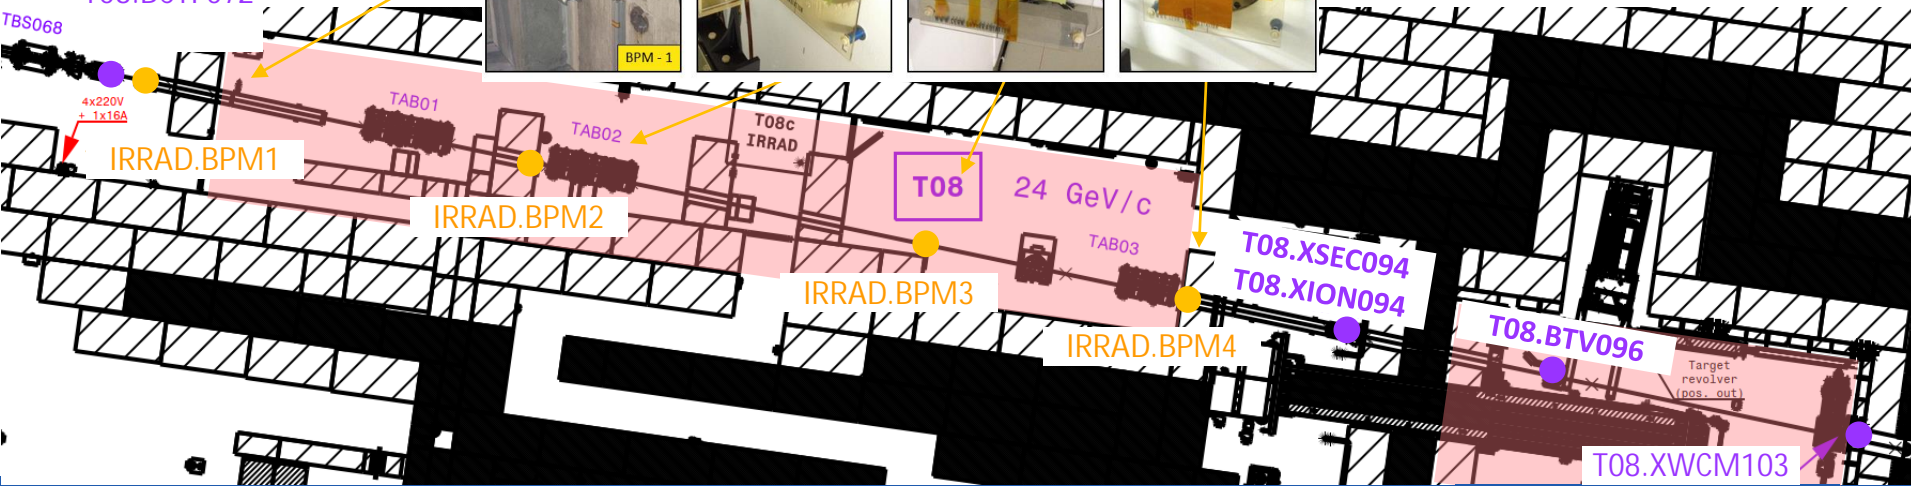 TBS068
BPM - 1
4x220V
+ 1x16A
TAB01
TAB02
T08c
IRRAD
IRRAD.BPM1
IRRAD.BPM2
T08
24 GeV/c
TAB03
IRRAD.BPM3
IRRAD.BPM4
T08.XSEC094
T08.XION094
T08.BTV096
Target
revolver
(pos. out)
T08.XWCM103